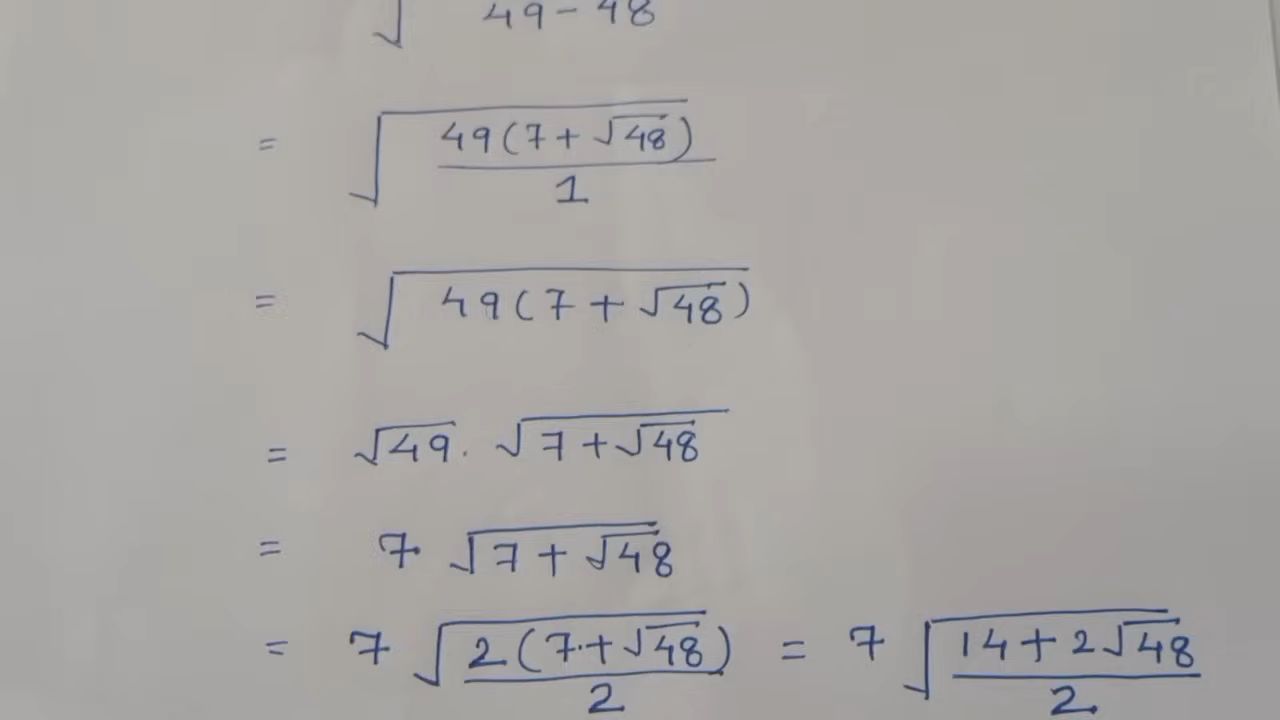 √ 49 - 48
= √(49(7 + √48) / 1)
= √(49(7 + √48))
= √49 . √(7 + √48)
= 7 √(7 + √48)
= 7 √(2(7 + √48) / 2) = 7 √((14 + 2√48) / 2)